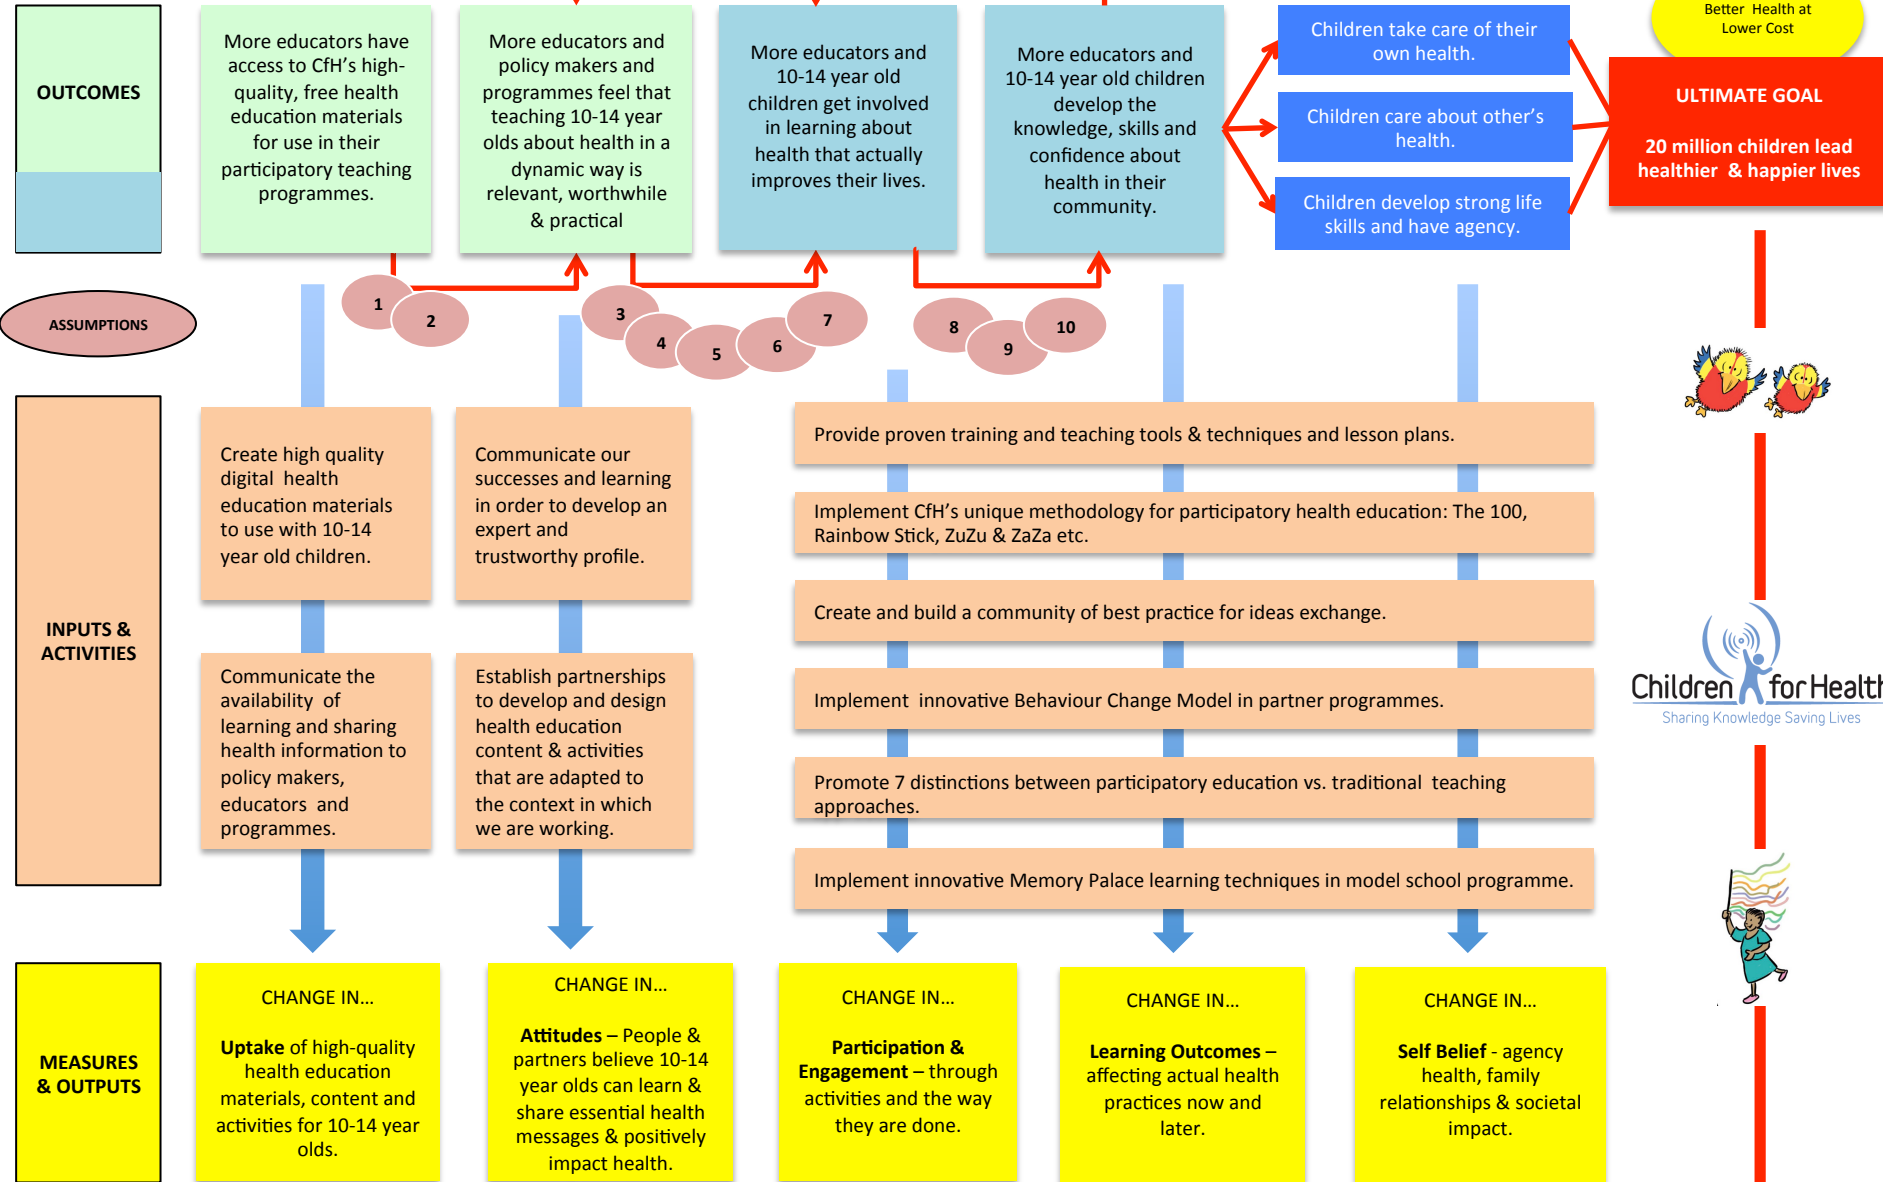 Better Health at
Lower Cost
OUTCOMES
More educators have
access to CfH's high-
quality, free health
education materials
for use in their
participatory teaching
programmes.
More educators and
policy makers and
programmes feel that
teaching 10-14 year
olds about health in a
dynamic way is
relevant, worthwhile
& practical
More educators and
10-14 year old
children get involved
in learning about
health that actually
improves their lives.
More educators and
10-14 year old children
develop the
knowledge, skills and
confidence about
health in their
community.
Children take care of their
own health.
Children care about other's
health.
Children develop strong life
skills and have agency.
ULTIMATE GOAL
20 million children lead
healthier & happier lives
ASSUMPTIONS
1
2
3
4
5
6
7
8
9
10
INPUTS &
ACTIVITIES
Create high quality
digital health
education materials
to use with 10-14
year old children.
Communicate the
availability of
learning and sharing
health information to
policy makers,
educators and
programmes.
Communicate our
successes and learning
in order to develop an
expert and
trustworthy profile.
Establish partnerships
to develop and design
health education
content & activities
that are adapted to
the context in which
we are working.
Provide proven training and teaching tools & techniques and lesson plans.
Implement CfH's unique methodology for participatory health education: The 100,
Rainbow Stick, ZuZu & ZaZa etc.
Create and build a community of best practice for ideas exchange.
Implement innovative Behaviour Change Model in partner programmes.
Promote 7 distinctions between participatory education vs. traditional teaching
approaches.
Implement innovative Memory Palace learning techniques in model school programme.
Children for Health
Sharing Knowledge Saving Lives
MEASURES
& OUTPUTS
CHANGE IN...
Uptake of high-quality
health education
materials, content and
activities for 10-14 year
olds.
CHANGE IN...
Attitudes – People &
partners believe 10-14
year olds can learn &
share essential health
messages & positively
impact health.
CHANGE IN...
Participation &
Engagement – through
activities and the way
they are done.
CHANGE IN...
Learning Outcomes –
affecting actual health
practices now and
later.
CHANGE IN...
Self Belief - agency
health, family
relationships & societal
impact.